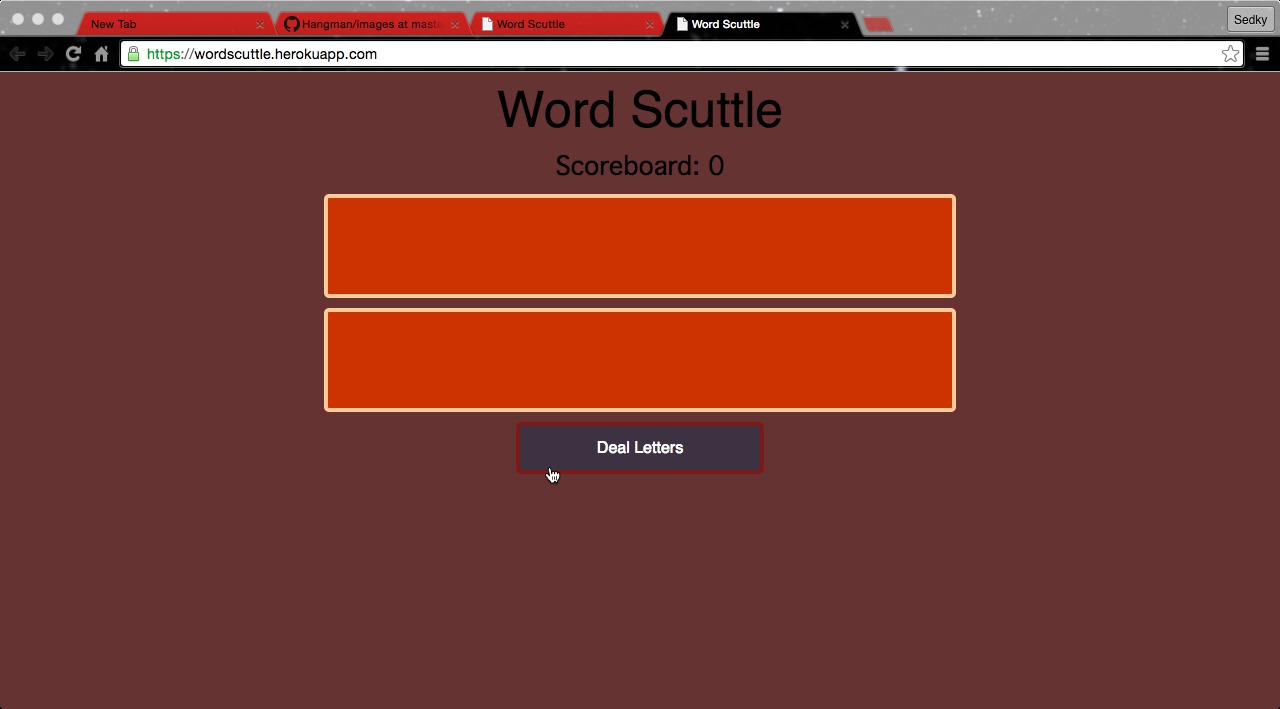 New Tab
Hangman/images at maste
Word Scuttle
Word Scuttle
Sedky
https://wordscuttle.herokuapp.com
Word Scuttle
Scoreboard: 0
Deal Letters